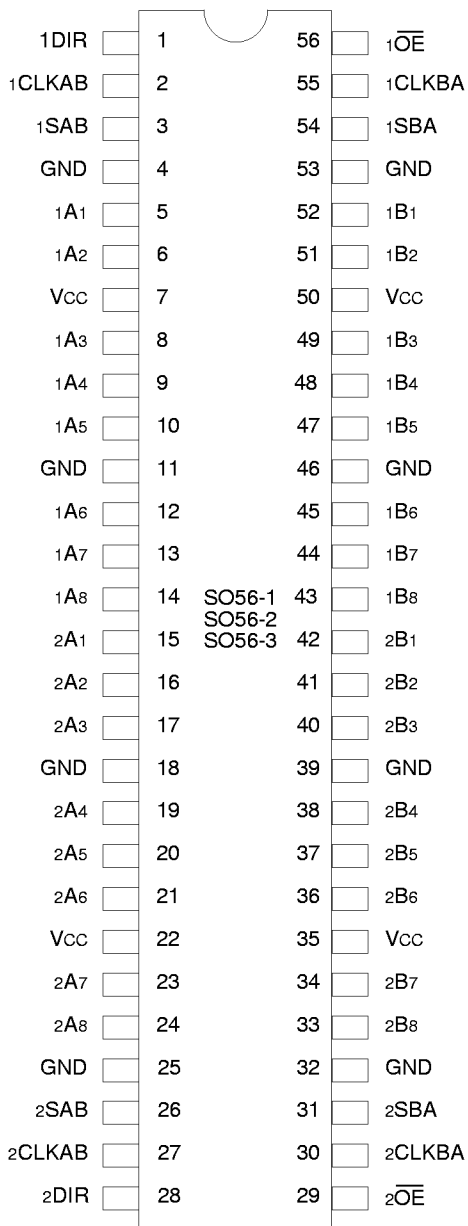 1DIR 1 56 1OE
1CLKAB 2 55 1CLKBA
1SAB 3 54 1SBA
GND 4 53 GND
1A1 5 52 1B1
1A2 6 51 1B2
VCC 7 50 VCC
1A3 8 49 1B3
1A4 9 48 1B4
1A5 10 47 1B5
GND 11 46 GND
1A6 12 45 1B6
1A7 13 44 1B7
1A8 14 SO56-1 43 1B8
SO56-2
2A1 15 SO56-3 42 2B1
2A2 16 41 2B2
2A3 17 40 2B3
GND 18 39 GND
2A4 19 38 2B4
2A5 20 37 2B5
2A6 21 36 2B6
VCC 22 35 VCC
2A7 23 34 2B7
2A8 24 33 2B8
GND 25 32 GND
2SAB 26 31 2SBA
2CLKAB 27 30 2CLKBA
2DIR 28 29 2OE